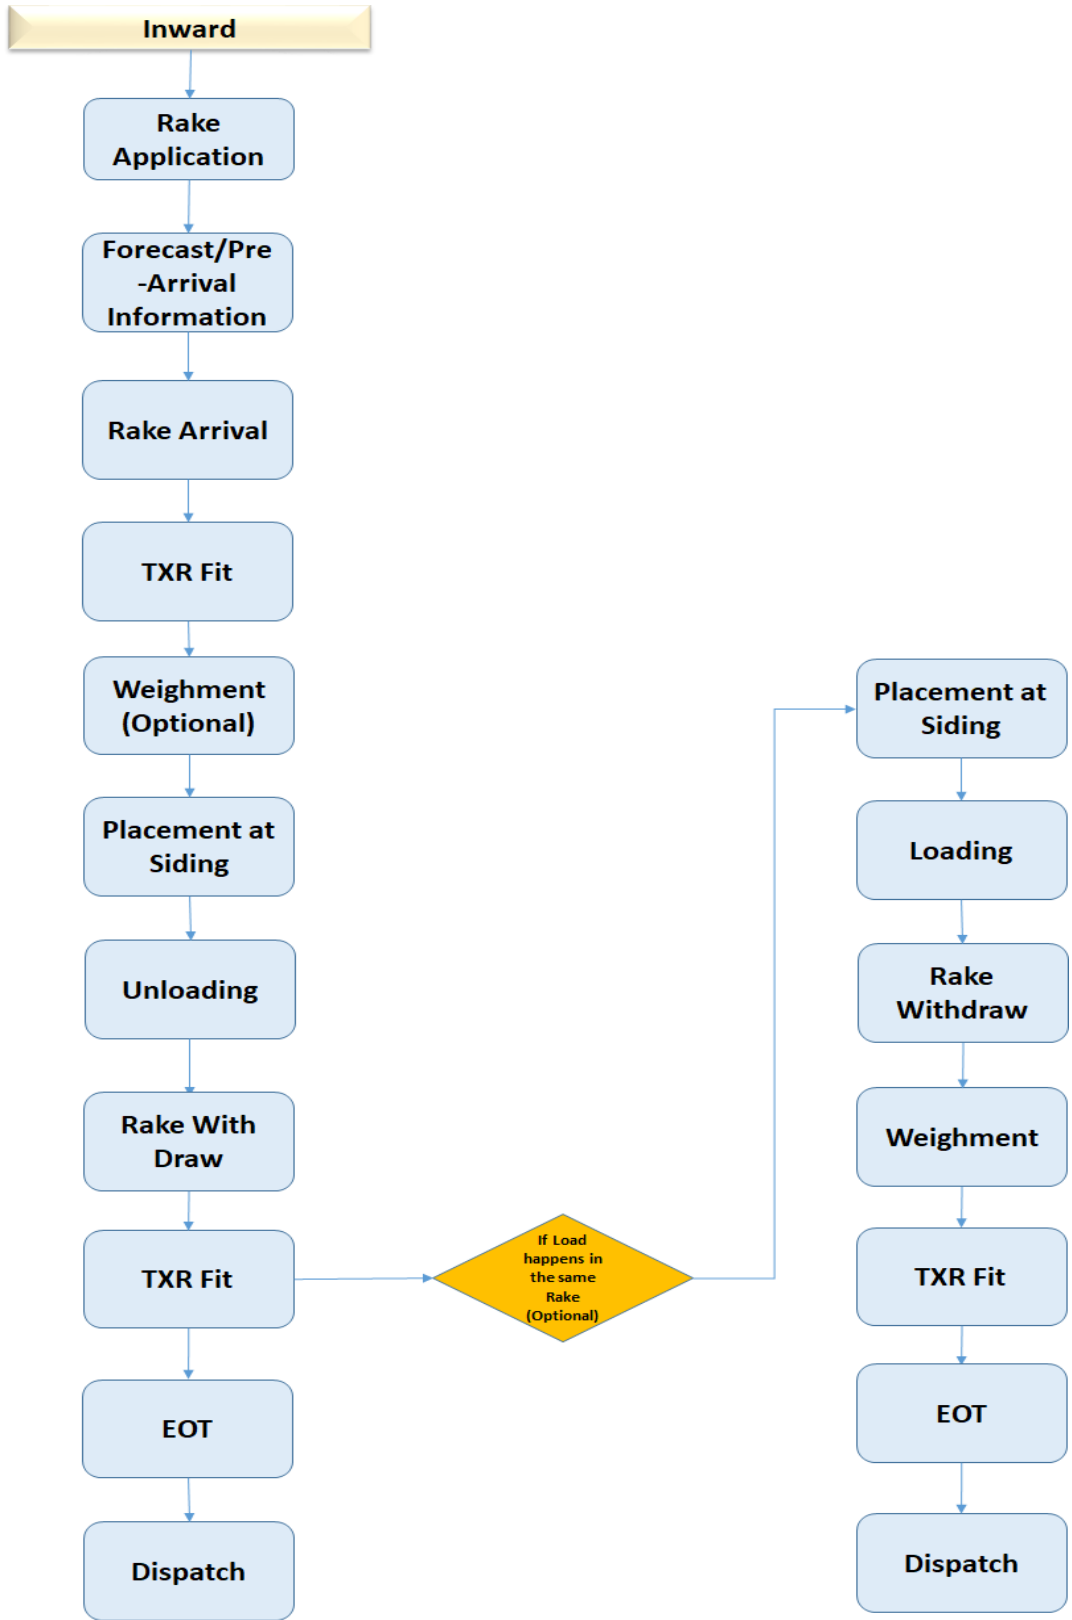 Inward
Rake
Application
Forecast/Pre
-Arrival
Information
Rake Arrival
TXR Fit
Weighment
(Optional)
Placement at
Siding
Unloading
Rake With
Draw
TXR Fit
EOT
Dispatch
If Load
happens in
the same
Rake
(Optional)
Placement at
Siding
Loading
Rake
Withdraw
Weighment
TXR Fit
EOT
Dispatch